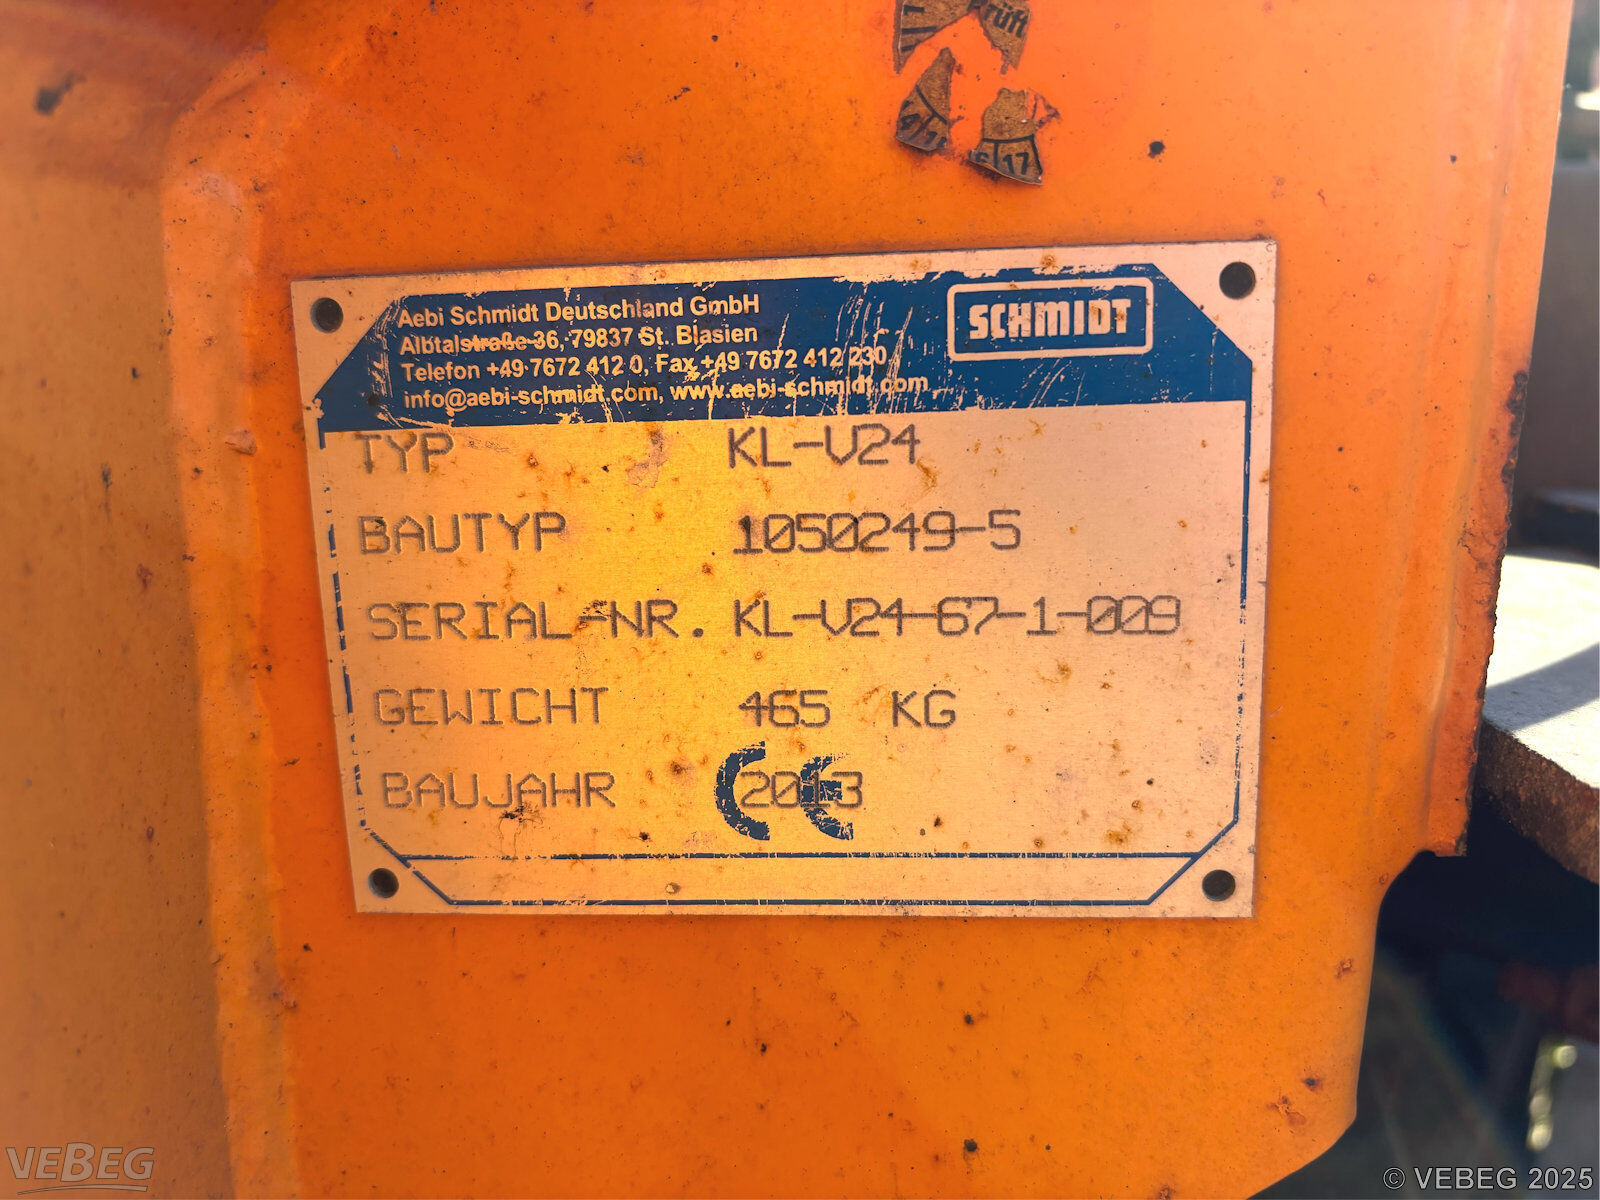 rüft
17
Aebi Schmidt Deutschland GmbH
Albtalstraße 36, 79837 St. Blasien
Telefon +49 7672 412 0, Fax +49 7672 412 230
info@aebi-schmidt.com, www.aebi-schmidt.com
SCHMIDT
TYP KL-V24
BAUTYP 1050249-5
SERIAL-NR. KL-V24-67-1-009
GEWICHT 465 KG
BAUJAHR 2013
CE
VEBEG
© VEBEG 2025